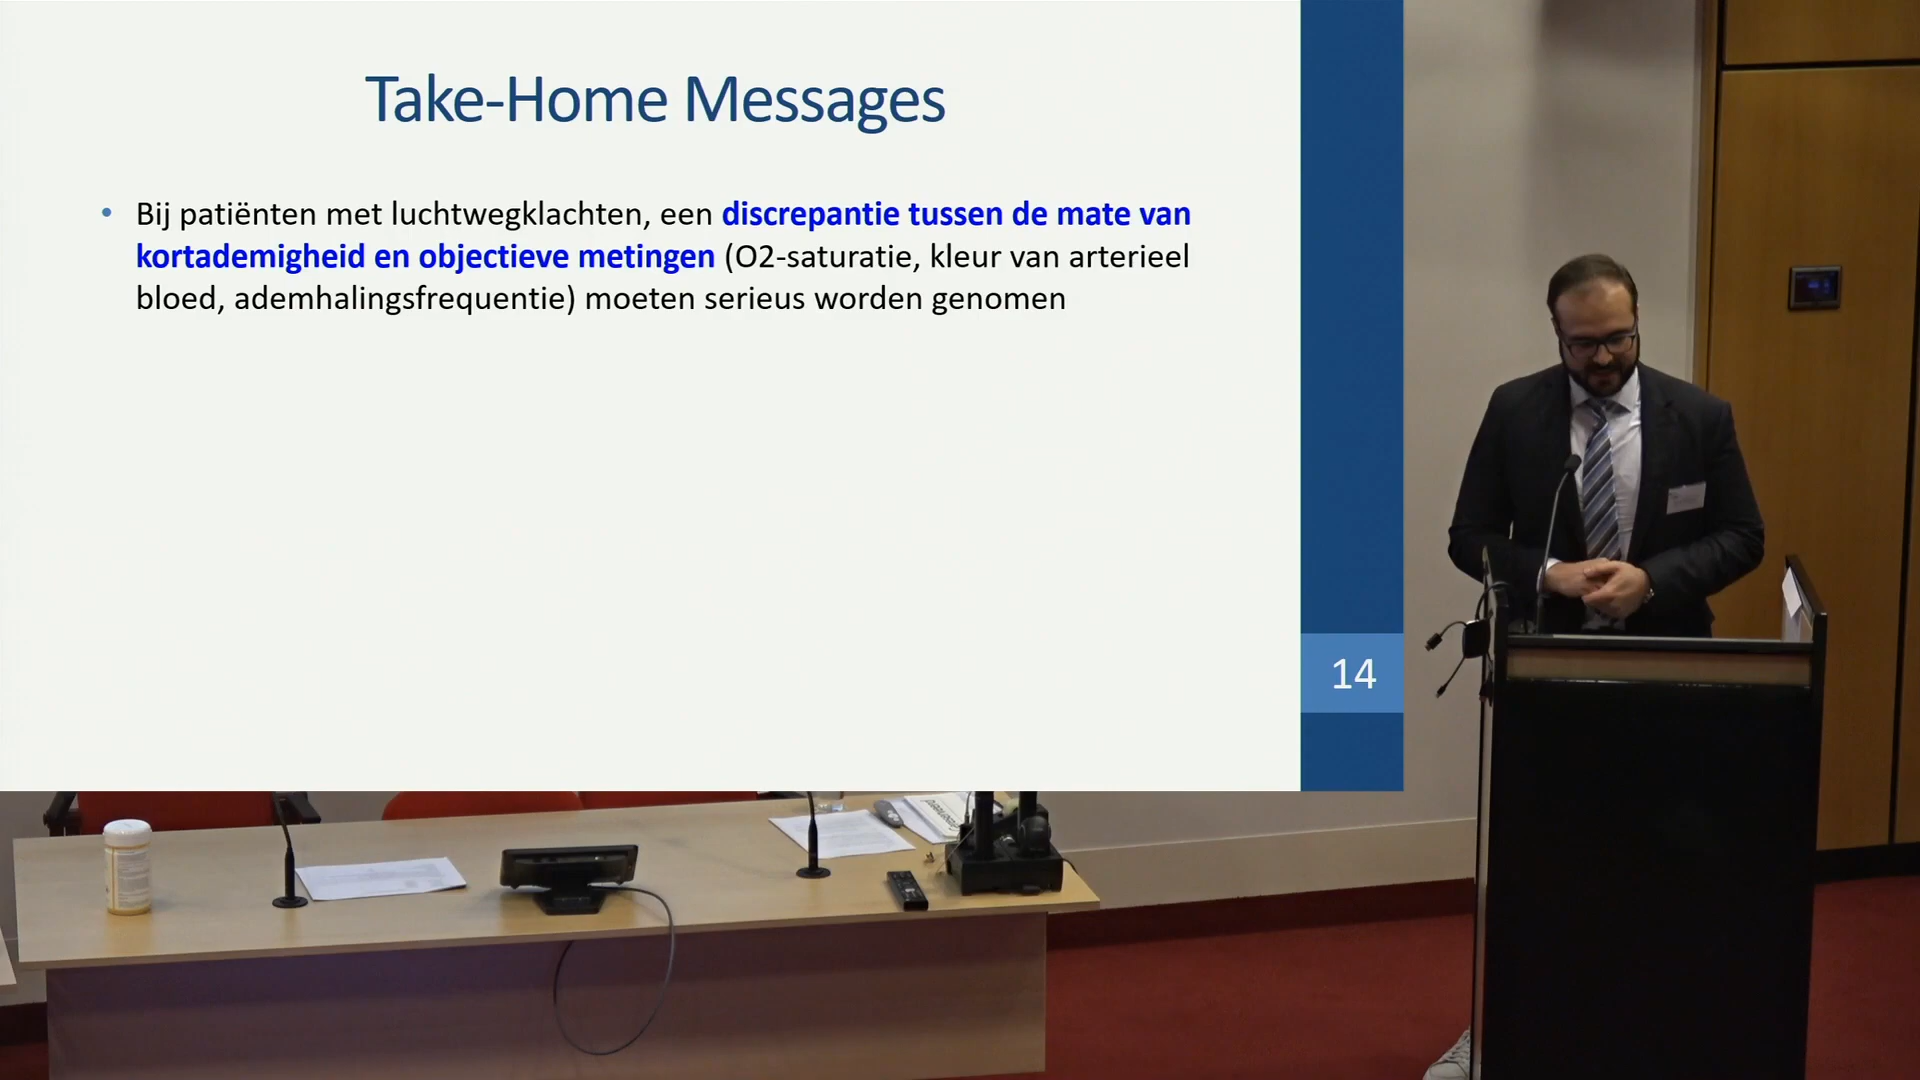 Take-Home Messages
• Bij patiënten met luchtwegklachten, een discrepantie tussen de mate van
kortademigheid en objectieve metingen (O2-saturatie, kleur van arterieel
bloed, ademhalingsfrequentie) moeten serieus worden genomen
14